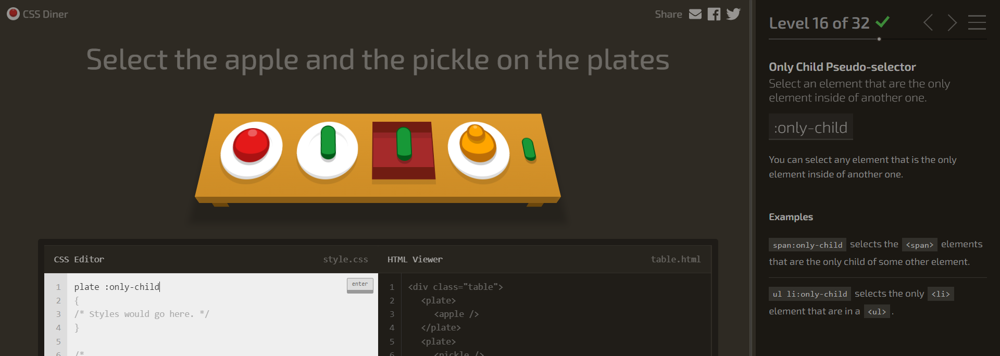 CSS Diner
Share
Select the apple and the pickle on the plates
CSS Editor style.css
1 plate :only-child
enter
2 {
3 /* Styles would go here. */
4 }
5
6 /*
HTML Viewer table.html
1 <div class="table">
2 <plate>
3 <apple />
4 </plate>
5 <plate>
6 <pickle />
Level 16 of 32
Only Child Pseudo-selector
Select an element that are the only
element inside of another one.
:only-child
You can select any element that is the only
element inside of another one.
Examples
span:only-child selects the <span> elements
that are the only child of some other element.
ul li:only-child selects the only <li>
element that are in a <ul> .